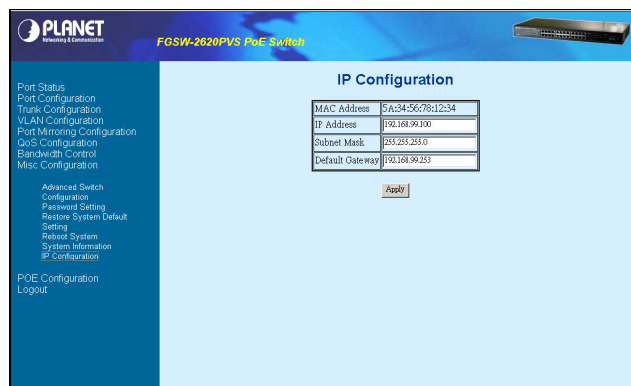 PLANET
Networking & Communication
FGSW-2620PVS PoE Switch
Port Status
Port Configuration
Trunk Configuration
VLAN Configuration
Port Mirroring Configuration
QoS Configuration
Bandwidth Control
Misc Configuration
Advanced Switch
Configuration
Password Setting
Restore System Default
Setting
Reboot System
System Information
IP Configuration
POE Configuration
Logout
IP Configuration
MAC Address 5A:34:56:78:12:34
IP Address 192.168.99.100
Subnet Mask 255.255.255.0
Default Gateway 192.168.99.253
Apply